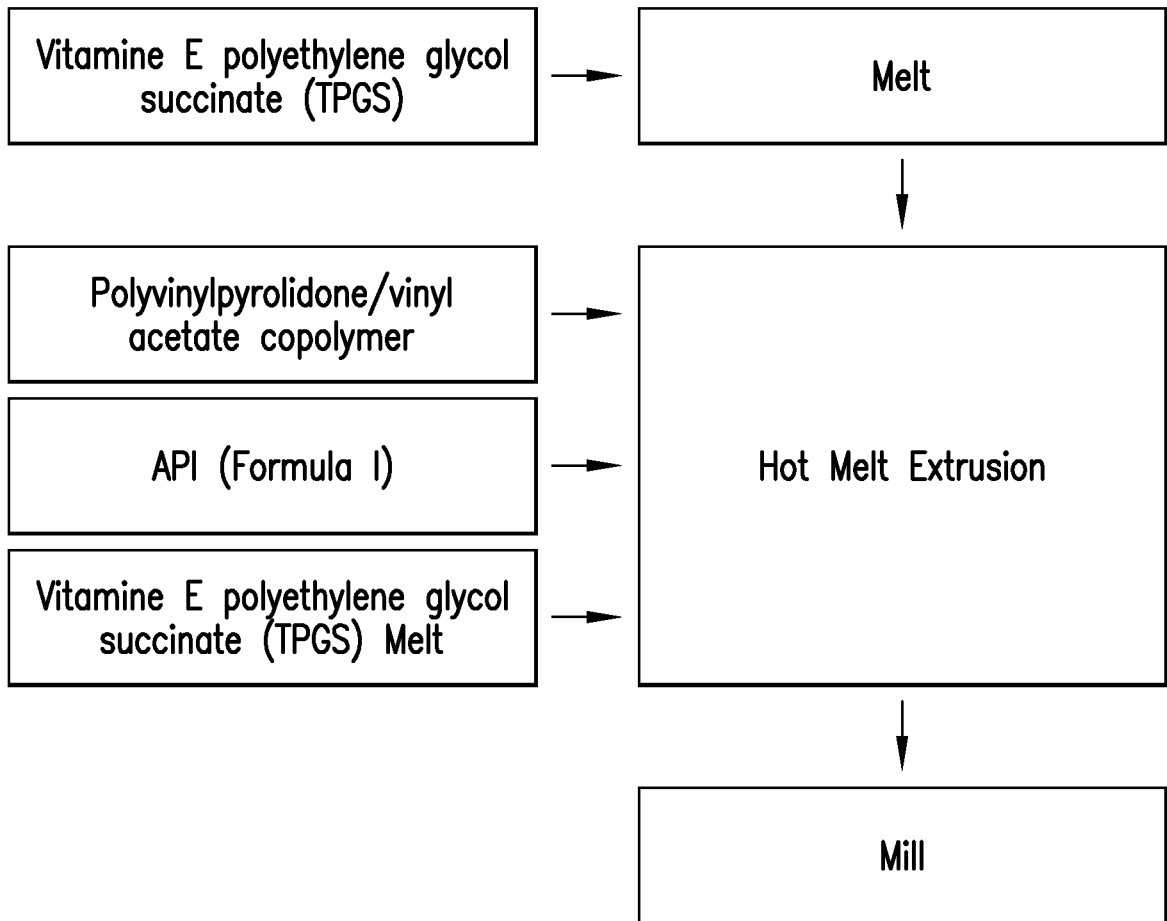 Vitamine E polyethylene glycol
succinate (TPGS)
Melt
Polyvinylpyrolidone/vinyl
acetate copolymer
API (Formula I)
Hot Melt Extrusion
Vitamine E polyethylene glycol
succinate (TPGS) Melt
Mill